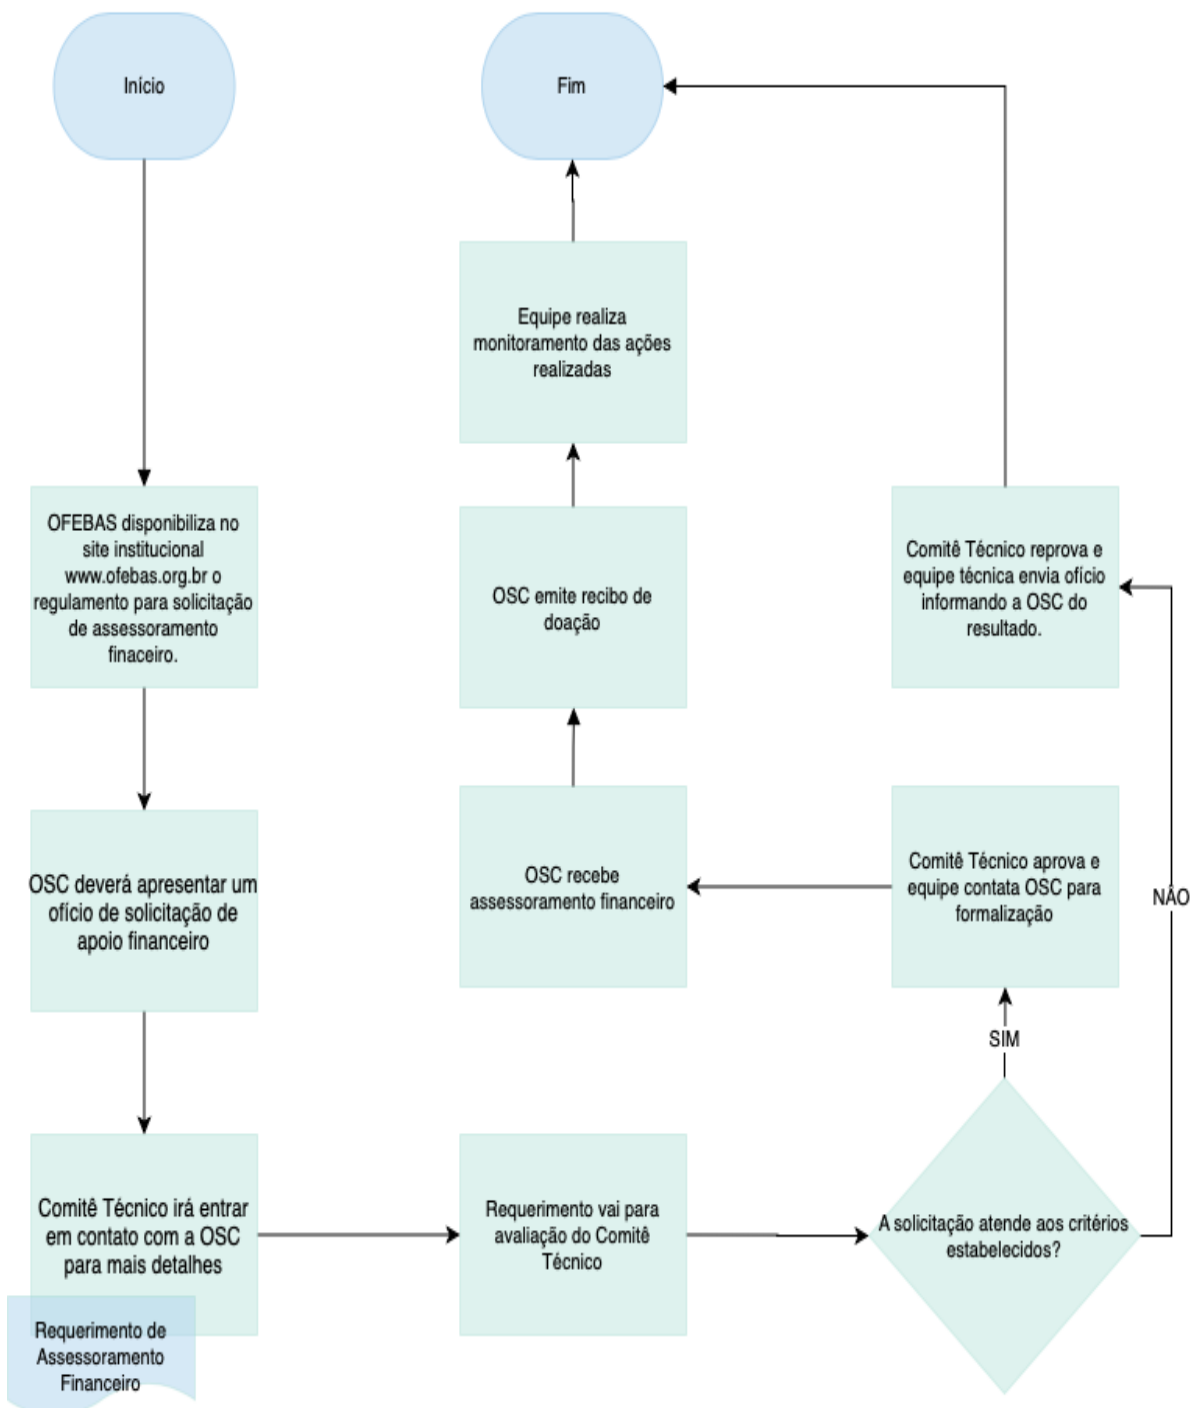 Início
OFEBAS disponibiliza no
site institucional
www.ofebas.org.br o
regulamento para solicitação
de assessoramento
finaceiro.
OSC deverá apresentar um
ofício de solicitação de
apoio financeiro
Comitê Técnico irá entrar
em contato com a OSC
para mais detalhes
Requerimento de
Assessoramento
Financeiro
Requerimento vai para
avaliação do Comitê
Técnico
A solicitação atende aos critérios
estabelecidos?
SIM
NÃO
Comitê Técnico aprova e
equipe contata OSC para
formalização
OSC recebe
assessoramento financeiro
OSC emite recibo de
doação
Equipe realiza
monitoramento das ações
realizadas
Comitê Técnico reprova e
equipe técnica envia ofício
informando a OSC do
resultado.
Fim